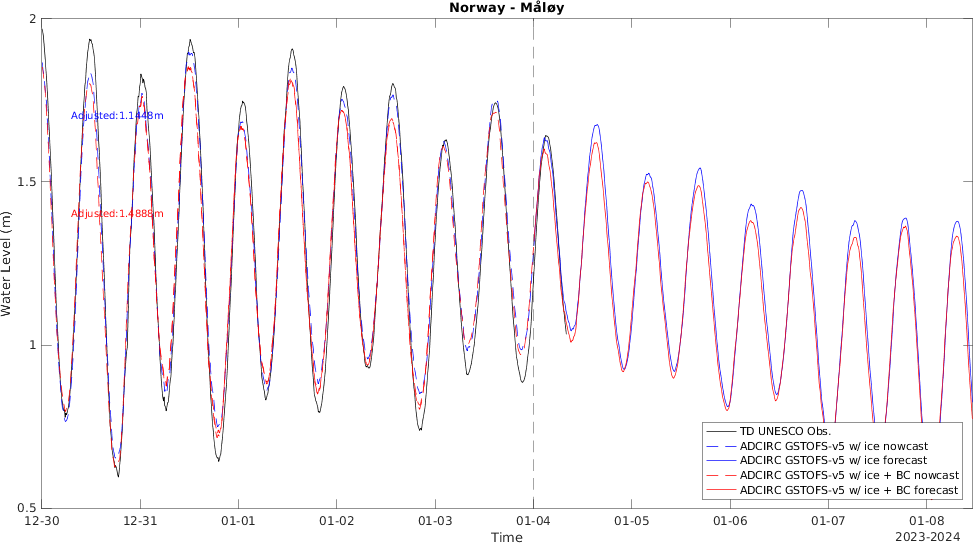 Norway - Måløy
2
1.5
1
0.5
Water Level (m)
Adjusted:1.1448m
Adjusted:1.4888m
TD UNESCO Obs.
ADCIRC GSTOFS-v5 w/ ice nowcast
ADCIRC GSTOFS-v5 w/ ice forecast
ADCIRC GSTOFS-v5 w/ ice + BC nowcast
ADCIRC GSTOFS-v5 w/ ice + BC forecast
12-30 12-31 01-01 01-02 01-03 01-04 01-05 01-06 01-07 01-08
Time
2023-2024